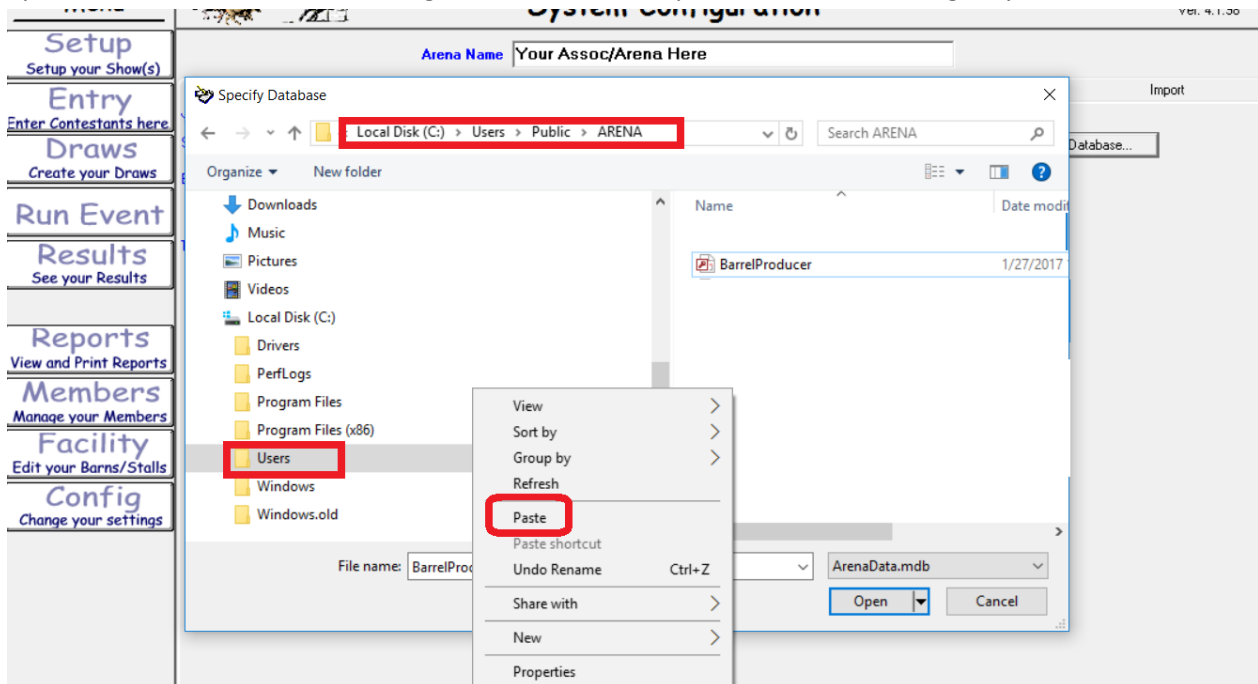 System Configuration
Ver. 4.1.38
Setup
Setup your Show(s)
Entry
Enter Contestants here
Draws
Create your Draws
Run Event
Results
See your Results
Reports
View and Print Reports
Members
Manage your Members
Facility
Edit your Barns/Stalls
Config
Change your settings
Arena Name Your Assoc/Arena Here
Import
Database...
Specify Database
Local Disk (C:) > Users > Public > ARENA
Search ARENA
Organize
New folder
Downloads
Music
Pictures
Videos
Local Disk (C:)
Drivers
PerfLogs
Program Files
Program Files (x86)
Users
Windows
Windows.old
Name
Date modif
BarrelProducer
1/27/2017
View
Sort by
Group by
Refresh
Paste
Paste shortcut
Undo Rename Ctrl+Z
Share with
New
Properties
File name: BarrelProd
ArenaData.mdb
Open
Cancel